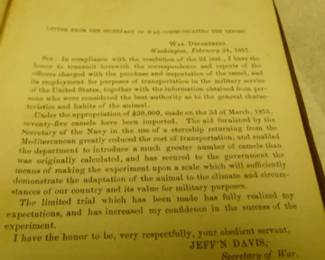 LETTER FROM THE SECRETARY OF WAR COMMUNICATING THE REPORT.
WAR DEPARTMENT,
Washington, February 24, 1857.
SIR: In compliance with the resolution of the 2d inst., I have the
honor to transmit herewith the correspondence and reports of the
officers charged with the purchase and importation of the camel, and
its employment for purposes of transportation in the military service
of the United States, together with the information obtained from per-
sons who were considered the best authority as to the general charac-
teristics and habits of the animal.
Under the appropriation of $30,000, made on the 3d of March, 1855,
seventy-five camels have been imported. The aid furnished by the
Secretary of the Navy in the use of a storeship returning from the
Mediterranean greatly reduced the cost of transportation, and enabled
the department to introduce a much greater number of camels than
was originally calculated, and has secured to the government the
means of making the experiment upon a scale which will sufficiently
demonstrate the adaptation of the animal to the climate and circum-
stances of our country and its value for military purposes.
The limited trial which has been made has fully realized my
expectations, and has increased my confidence in the success of the
experiment.
I have the honor to be, very respectfully, your obedient servant,
JEFF'N DAVIS,
Secretary of War.